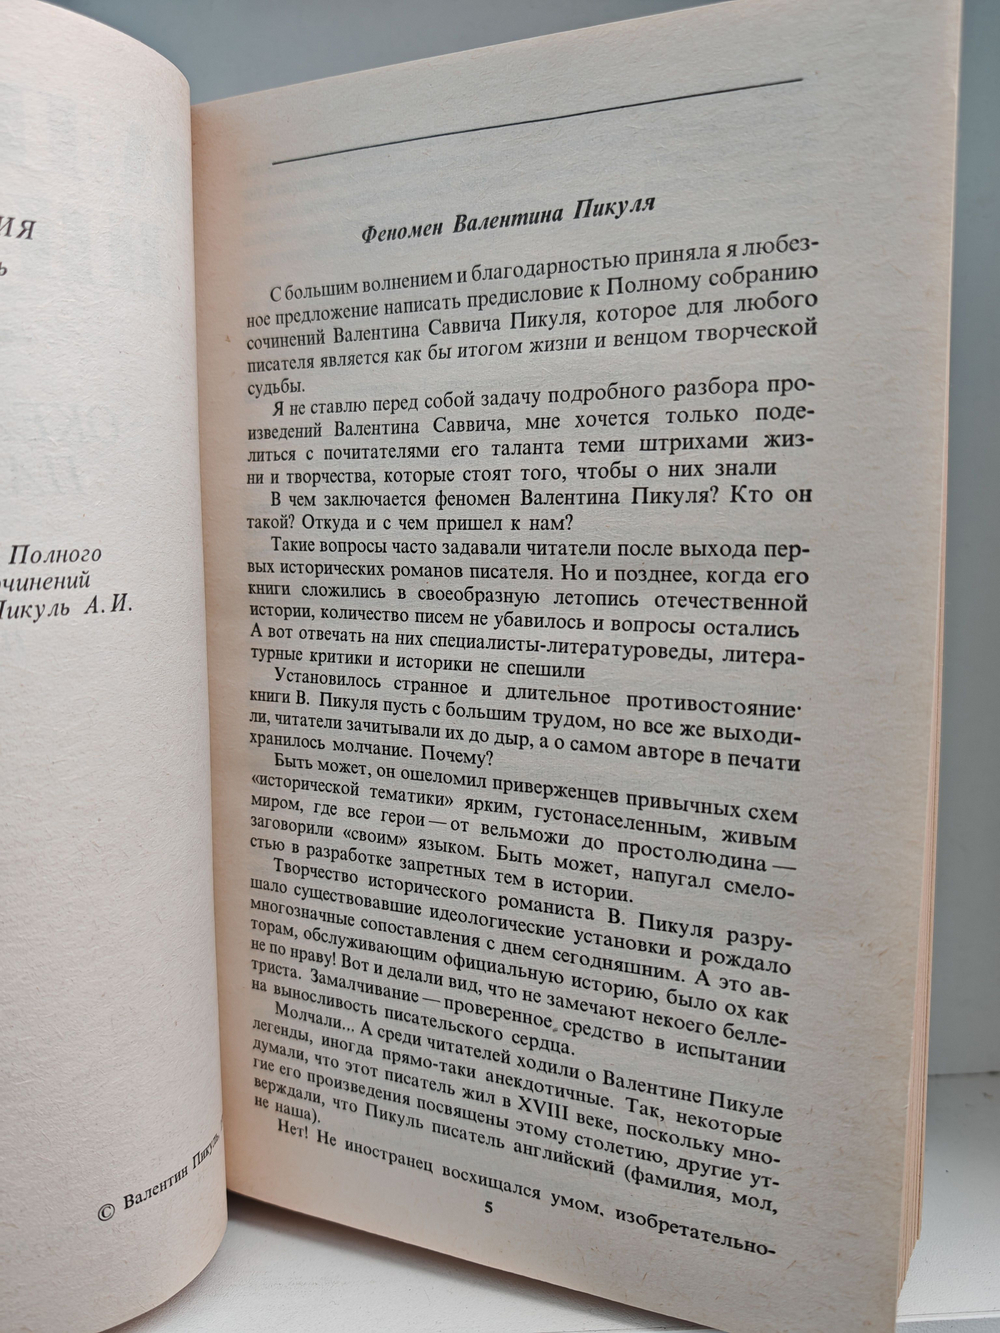 ИЯ
ь
Полного
очинений
Пикуль А. И.
© Валентин Пикуль,
Феномен Валентина Пикуля
С большим волнением и благодарностью приняла я любез-
ное предложение написать предисловие к Полному собранию
сочинений Валентина Саввича Пикуля, которое для любого
писателя является как бы итогом жизни и венцом творческой
судьбы.
Я не ставлю перед собой задачу подробного разбора про-
изведений Валентина Саввича, мне хочется только поде-
литься с почитателями его таланта теми штрихами жиз-
ни и творчества, которые стоят того, чтобы о них знали
В чем заключается феномен Валентина Пикуля? Кто он
такой? Откуда и с чем пришел к нам?
Такие вопросы часто задавали читатели после выхода пер-
вых исторических романов писателя. Но и позднее, когда его
книги сложились в своеобразную летопись отечественной
истории, количество писем не убавилось и вопросы остались
А вот отвечать на них специалисты-литературоведы, литера-
турные критики и историки не спешили
Установилось странное и длительное противостояние·
книги В. Пикуля пусть с большим трудом, но все же выходи-
ли, читатели зачитывали их до дыр, а о самом авторе в печати
хранилось молчание. Почему?
Быть может, он ошеломил приверженцев привычных схем
«исторической тематики» ярким, густонаселенным, живым
миром, где все герои — от вельможи до простолюдина —
заговорили «своим» языком. Быть может, напугал смело-
стью в разработке запретных тем в истории.
Творчество исторического романиста В. Пикуля разру-
шало существовавшие идеологические установки и рождало
многозначные сопоставления с днем сегодняшним. А это ав-
торам, обслуживающим официальную историю, было ох как
не по нраву! Вот и делали вид, что не замечают некоего белле-
триста. Замалчивание — проверенное средство в испытании
на выносливость писательского сердца.
Молчали... А среди читателей ходили о Валентине Пикуле
легенды, иногда прямо-таки анекдотичные. Так, некоторые
думали, что этот писатель жил в XVIII веке, поскольку мно-
гие его произведения посвящены этому столетию, другие ут-
верждали, что Пикуль писатель английский (фамилия, мол,
не наша).
Нет! Не иностранец восхищался умом, изобретательно-
5